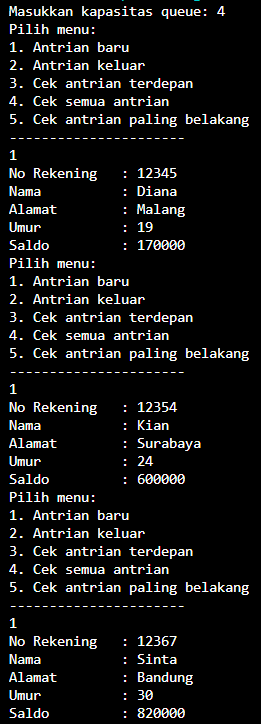 Masukkan kapasitas queue: 4
Pilih menu:
1. Antrian baru
2. Antrian keluar
3. Cek antrian terdepan
4. Cek semua antrian
5. Cek antrian paling belakang
----------------------
1
No Rekening   : 12345
Nama          : Diana
Alamat        : Malang
Umur          : 19
Saldo         : 170000
Pilih menu:
1. Antrian baru
2. Antrian keluar
3. Cek antrian terdepan
4. Cek semua antrian
5. Cek antrian paling belakang
----------------------
1
No Rekening   : 12354
Nama          : Kian
Alamat        : Surabaya
Umur          : 24
Saldo         : 600000
Pilih menu:
1. Antrian baru
2. Antrian keluar
3. Cek antrian terdepan
4. Cek semua antrian
5. Cek antrian paling belakang
----------------------
1
No Rekening   : 12367
Nama          : Sinta
Alamat        : Bandung
Umur          : 30
Saldo         : 820000